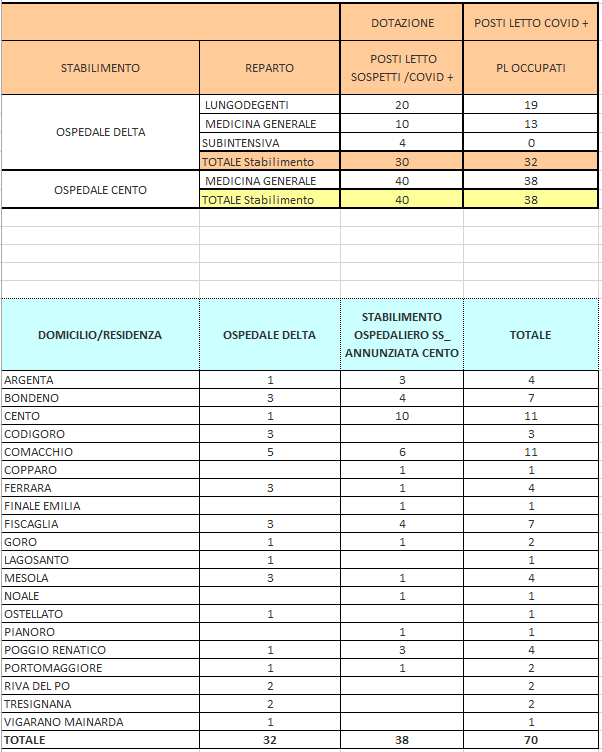 DOTAZIONE POSTI LETTO COVID +
STABILIMENTO REPARTO POSTI LETTO SOSPETTI /COVID + PL OCCUPATI
OSPEDALE DELTA
LUNGODEGENTI 20 19
MEDICINA GENERALE 10 13
SUBINTENSIVA 4 0
TOTALE Stabilimento 30 32
OSPEDALE CENTO
MEDICINA GENERALE 40 38
TOTALE Stabilimento 40 38
DOMICILIO/RESIDENZA OSPEDALE DELTA STABILIMENTO OSPEDALIERO SS_ ANNUNZIATA CENTO TOTALE
ARGENTA 1 3 4
BONDENO 3 4 7
CENTO 1 10 11
CODIGORO 3 3
COMACCHIO 5 6 11
COPPARO 1 1
FERRARA 3 1 4
FINALE EMILIA 1 1
FISCAGLIA 3 4 7
GORO 1 1 2
LAGOSANTO 1 1
MESOLA 3 1 4
NOALE 1 1
OSTELLATO 1 1
PIANORO 1 1
POGGIO RENATICO 1 3 4
PORTOMAGGIORE 1 1 2
RIVA DEL PO 2 2
TRESIGNANA 2 2
VIGARANO MAINARDA 1 1
TOTALE 32 38 70